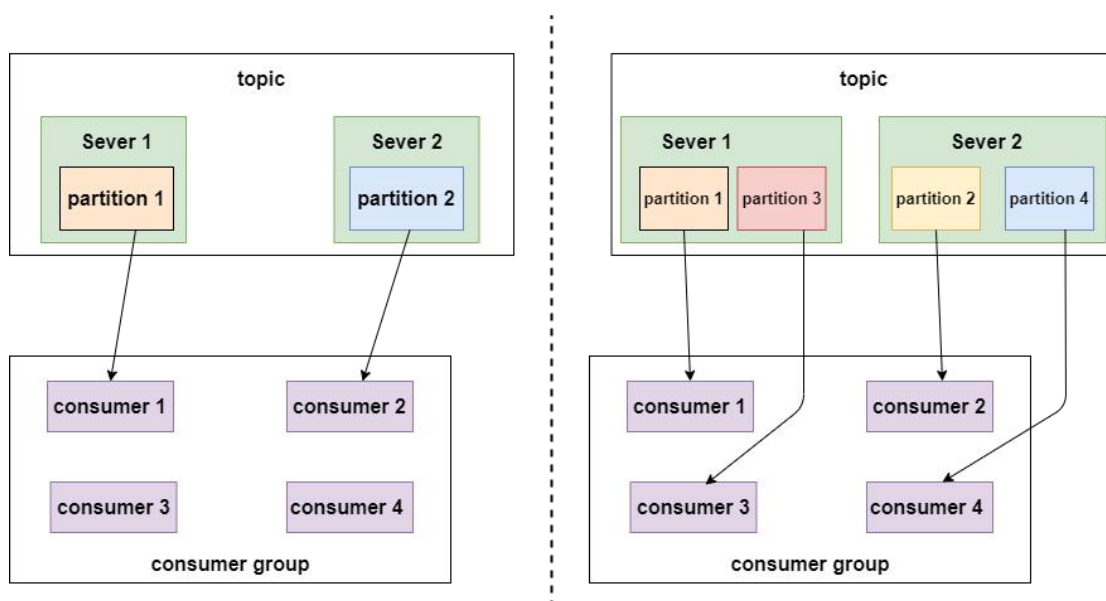 topic
Sever 1
Sever 2
partition 1
partition 2
consumer 1
consumer 2
consumer 3
consumer 4
consumer group
topic
Sever 1
Sever 2
partition 1
partition 3
partition 2
partition 4
consumer 1
consumer 2
consumer 3
consumer 4
consumer group